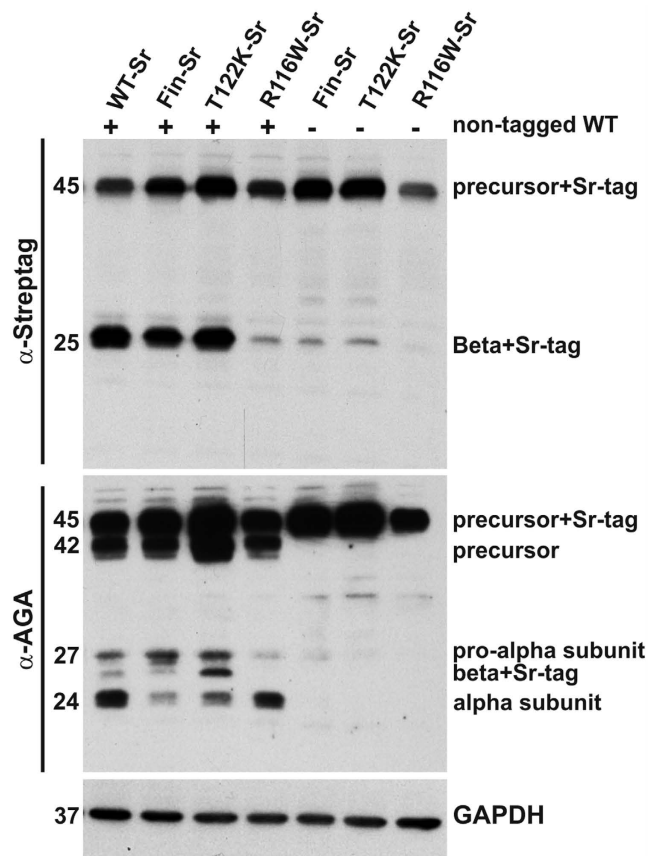 WT-Sr Fin-Sr T122K-Sr R116W-Sr Fin-Sr T122K-Sr R116W-Sr
+ + + + - - - non-tagged WT
α-Streptag
45 precursor+Sr-tag
25 Beta+Sr-tag
α-AGA
45 precursor+Sr-tag
42 precursor
27 pro-alpha subunit
beta+Sr-tag
24 alpha subunit
37 GAPDH